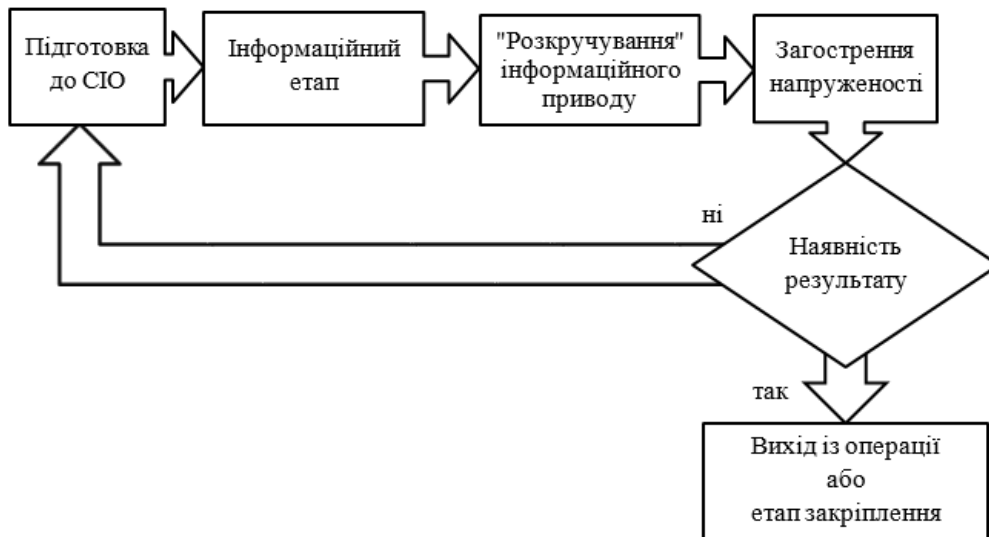 Підготовка
до СІО
Інформаційний
етап
"Розкручування"
інформаційного
приводу
Загострення
напруженості
ні
Наявність
результату
так
Вихід із операції
або
етап закріплення